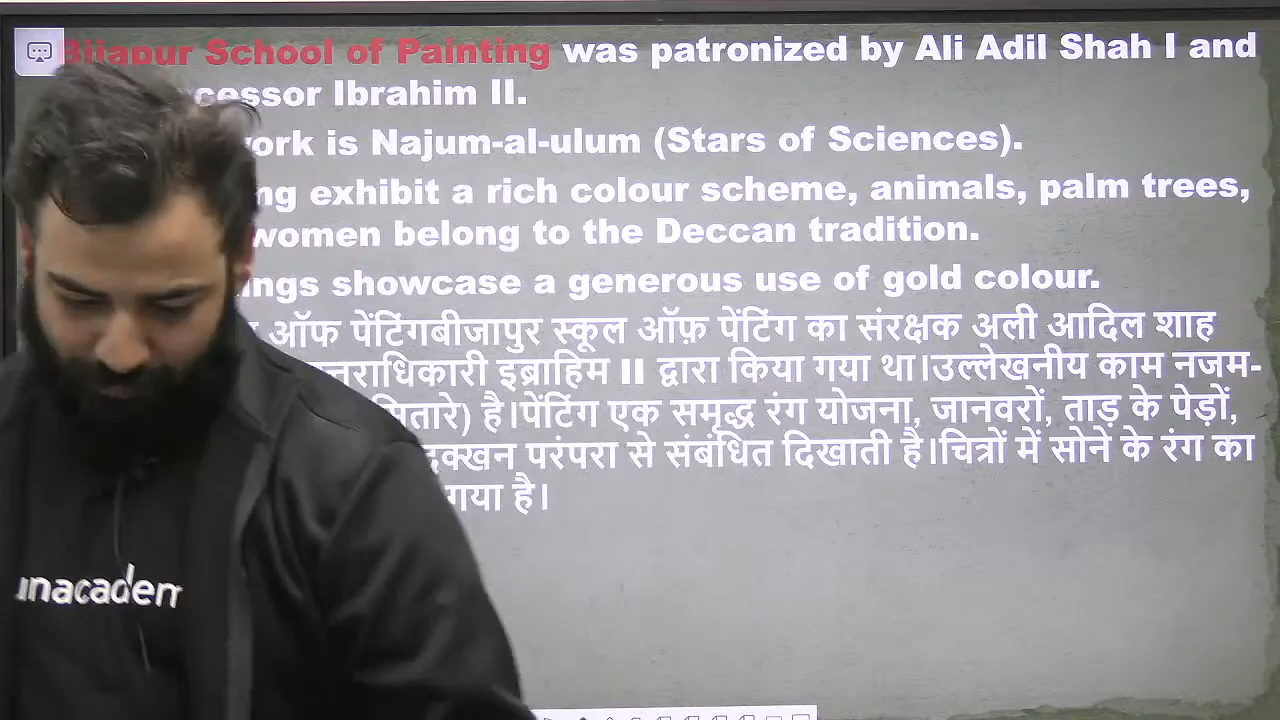 Bijapur School of Painting was patronized by Ali Adil Shah I and
cessor Ibrahim II.
work is Najum-al-ulum (Stars of Sciences).
ng exhibit a rich colour scheme, animals, palm trees,
women belong to the Deccan tradition.
ings showcase a generous use of gold colour.
ऑफ पेंटिंगबीजापुर स्कूल ऑफ़ पेंटिंग का संरक्षक अली आदिल शाह
त्तराधिकारी इब्राहिम II द्वारा किया गया था।उल्लेखनीय काम नजम-
सितारे) है।पेंटिंग एक समृद्ध रंग योजना, जानवरों, ताड़ के पेड़ों,
दक्खन परंपरा से संबंधित दिखाती है।चित्रों में सोने के रंग का
गया है।
unacadem